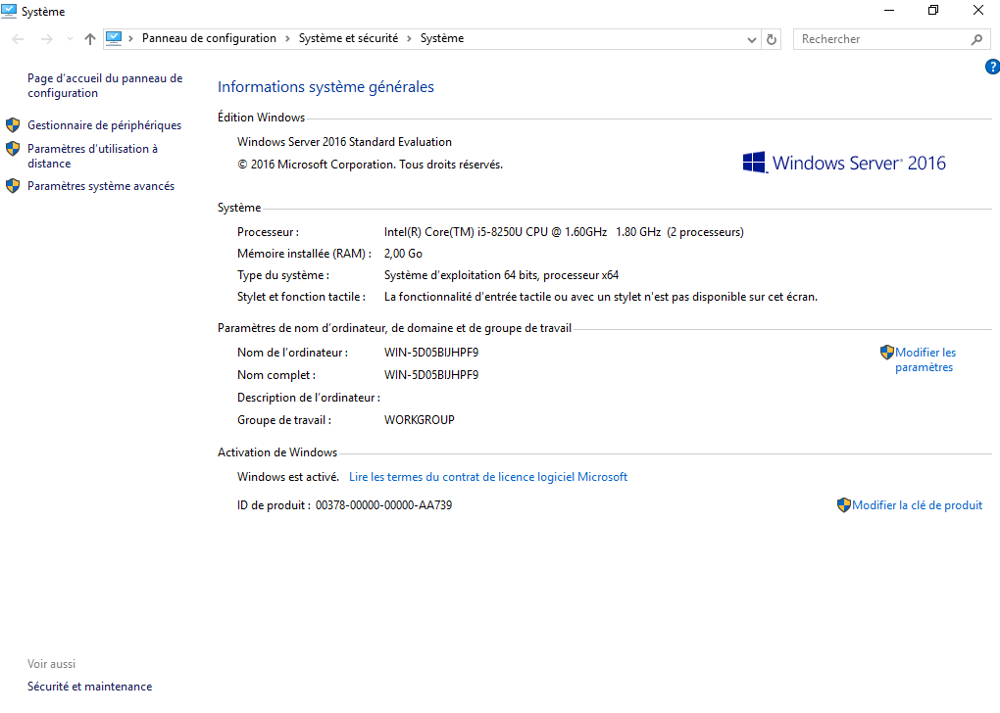 Système
Panneau de configuration > Système et sécurité > Système
Rechercher
Page d'accueil du panneau de
configuration
Gestionnaire de périphériques
Paramètres d'utilisation à
distance
Paramètres système avancés
?
Informations système générales
Édition Windows
Windows Server 2016 Standard Evaluation
© 2016 Microsoft Corporation. Tous droits réservés.
Windows Server® 2016
Système
Processeur : Intel(R) Core(TM) i5-8250U CPU @ 1.60GHz 1.80 GHz (2 processeurs)
Mémoire installée (RAM) : 2,00 Go
Type du système : Système d'exploitation 64 bits, processeur x64
Stylet et fonction tactile : La fonctionnalité d'entrée tactile ou avec un stylet n'est pas disponible sur cet écran.
Paramètres de nom d'ordinateur, de domaine et de groupe de travail
Nom de l'ordinateur : WIN-5D05BIJHPF9
Modifier les
paramètres
Nom complet : WIN-5D05BIJHPF9
Description de l'ordinateur :
Groupe de travail : WORKGROUP
Activation de Windows
Windows est activé. Lire les termes du contrat de licence logiciel Microsoft
ID de produit : 00378-00000-00000-AA739
Modifier la clé de produit
Voir aussi
Sécurité et maintenance